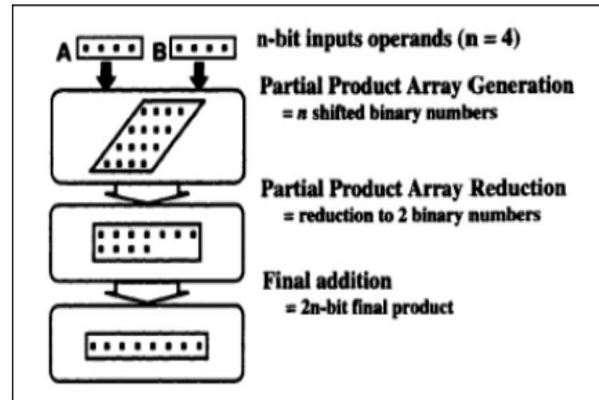 A B n-bit inputs operands (n = 4)
Partial Product Array Generation
= n shifted binary numbers
Partial Product Array Reduction
= reduction to 2 binary numbers
Final addition
= 2n-bit final product